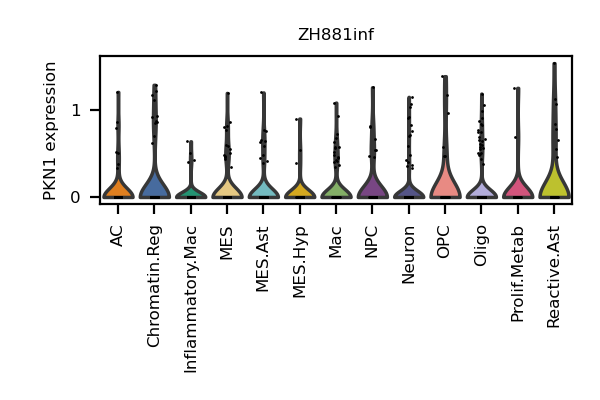 ZH881inf
PKN1 expression
1
0
AC
Chromatin.Reg
Inflammatory.Mac
MES
MES.Ast
MES.Hyp
Mac
NPC
Neuron
OPC
Oligo
Prolif.Metab
Reactive.Ast